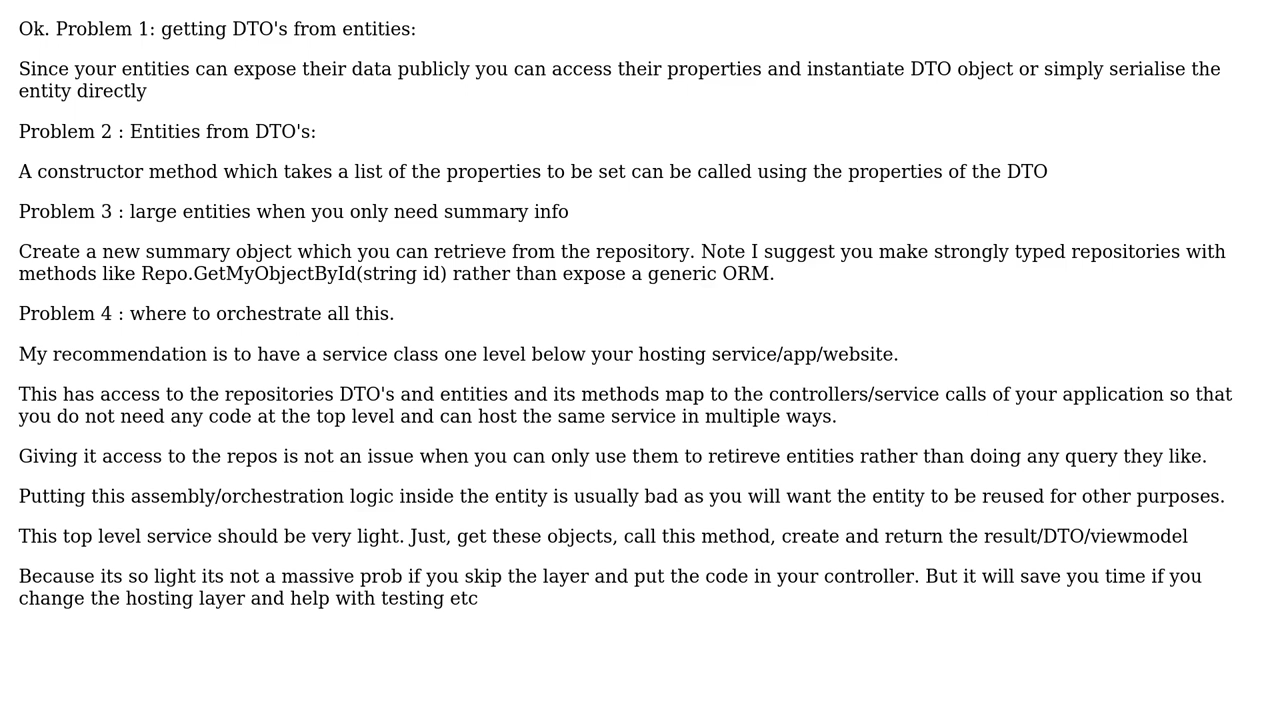 Ok. Problem 1: getting DTO's from entities:
Since your entities can expose their data publicly you can access their properties and instantiate DTO object or simply serialise the
entity directly
Problem 2 : Entities from DTO's:
A constructor method which takes a list of the properties to be set can be called using the properties of the DTO
Problem 3 : large entities when you only need summary info
Create a new summary object which you can retrieve from the repository. Note I suggest you make strongly typed repositories with
methods like Repo.GetMyObjectById(string id) rather than expose a generic ORM.
Problem 4 : where to orchestrate all this.
My recommendation is to have a service class one level below your hosting service/app/website.
This has access to the repositories DTO's and entities and its methods map to the controllers/service calls of your application so that
you do not need any code at the top level and can host the same service in multiple ways.
Giving it access to the repos is not an issue when you can only use them to retireve entities rather than doing any query they like.
Putting this assembly/orchestration logic inside the entity is usually bad as you will want the entity to be reused for other purposes.
This top level service should be very light. Just, get these objects, call this method, create and return the result/DTO/viewmodel
Because its so light its not a massive prob if you skip the layer and put the code in your controller. But it will save you time if you
change the hosting layer and help with testing etc